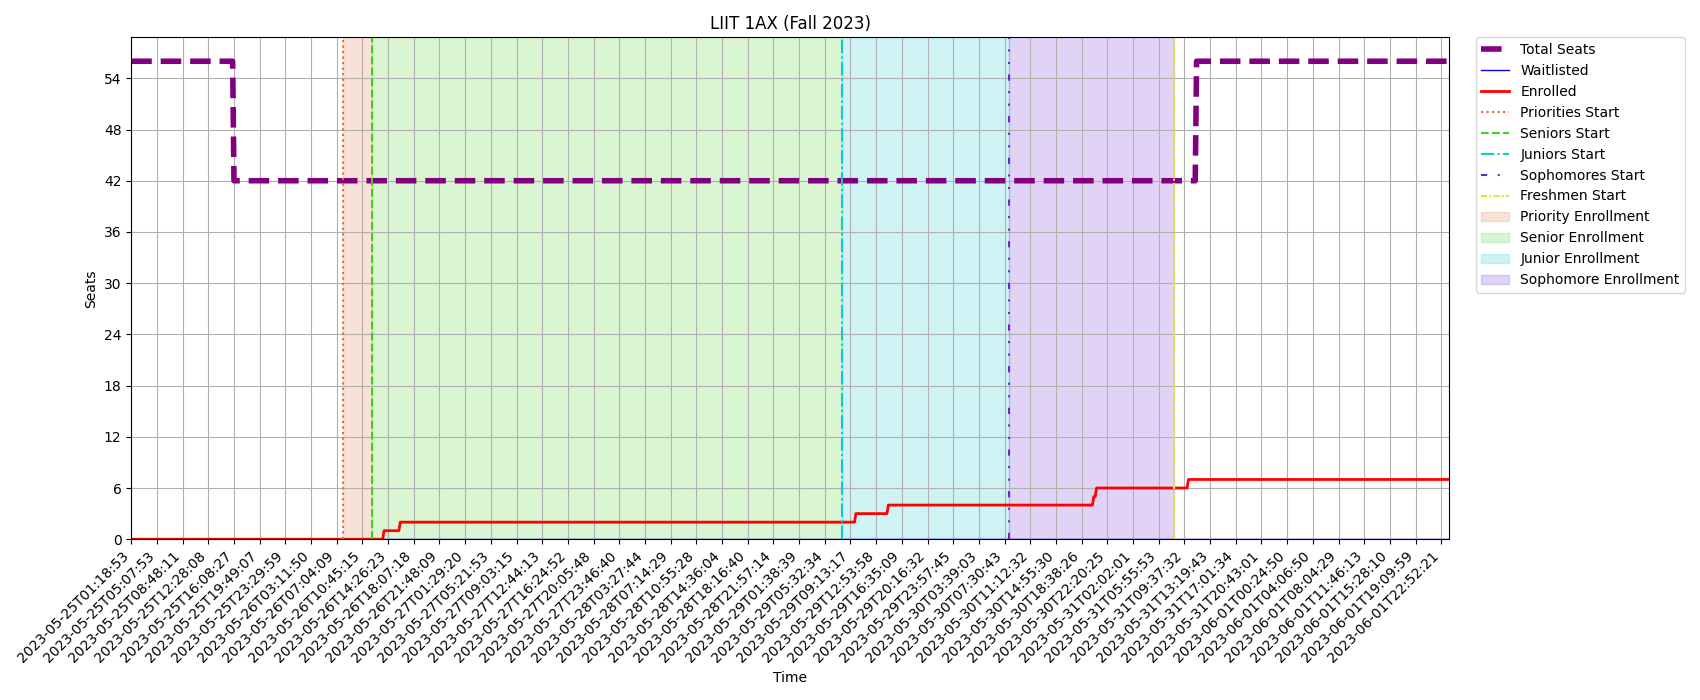 LIIT 1AX (Fall 2023)
Total Seats
Waitlisted
Enrolled
Priorities Start
Seniors Start
Juniors Start
Sophomores Start
Freshmen Start
Priority Enrollment
Senior Enrollment
Junior Enrollment
Sophomore Enrollment
Seats
54
48
42
36
30
24
18
12
6
0
2023-05-25T01:18:53
2023-05-25T05:07:53
2023-05-25T08:48:11
2023-05-25T12:28:08
2023-05-25T16:08:27
2023-05-25T19:49:07
2023-05-25T23:29:59
2023-05-26T03:11:50
2023-05-26T07:04:09
2023-05-26T10:45:15
2023-05-26T14:26:23
2023-05-26T18:07:18
2023-05-26T21:48:09
2023-05-27T01:29:20
2023-05-27T05:21:53
2023-05-27T09:03:15
2023-05-27T12:44:13
2023-05-27T16:24:52
2023-05-27T20:05:48
2023-05-27T23:46:40
2023-05-28T03:27:44
2023-05-28T07:14:29
2023-05-28T10:55:28
2023-05-28T14:36:04
2023-05-28T18:16:40
2023-05-28T21:57:14
2023-05-29T01:38:39
2023-05-29T05:32:34
2023-05-29T09:13:17
2023-05-29T12:53:58
2023-05-29T16:35:09
2023-05-29T20:16:32
2023-05-29T23:57:45
2023-05-30T03:39:03
2023-05-30T07:30:43
2023-05-30T11:12:32
2023-05-30T14:55:30
2023-05-30T18:38:26
2023-05-30T22:20:25
2023-05-31T02:02:01
2023-05-31T05:55:53
2023-05-31T09:37:32
2023-05-31T13:19:43
2023-05-31T17:01:34
2023-05-31T20:43:01
2023-06-01T00:24:50
2023-06-01T04:06:50
2023-06-01T08:04:29
2023-06-01T11:46:13
2023-06-01T15:28:10
2023-06-01T19:09:59
2023-06-01T22:52:21
Time